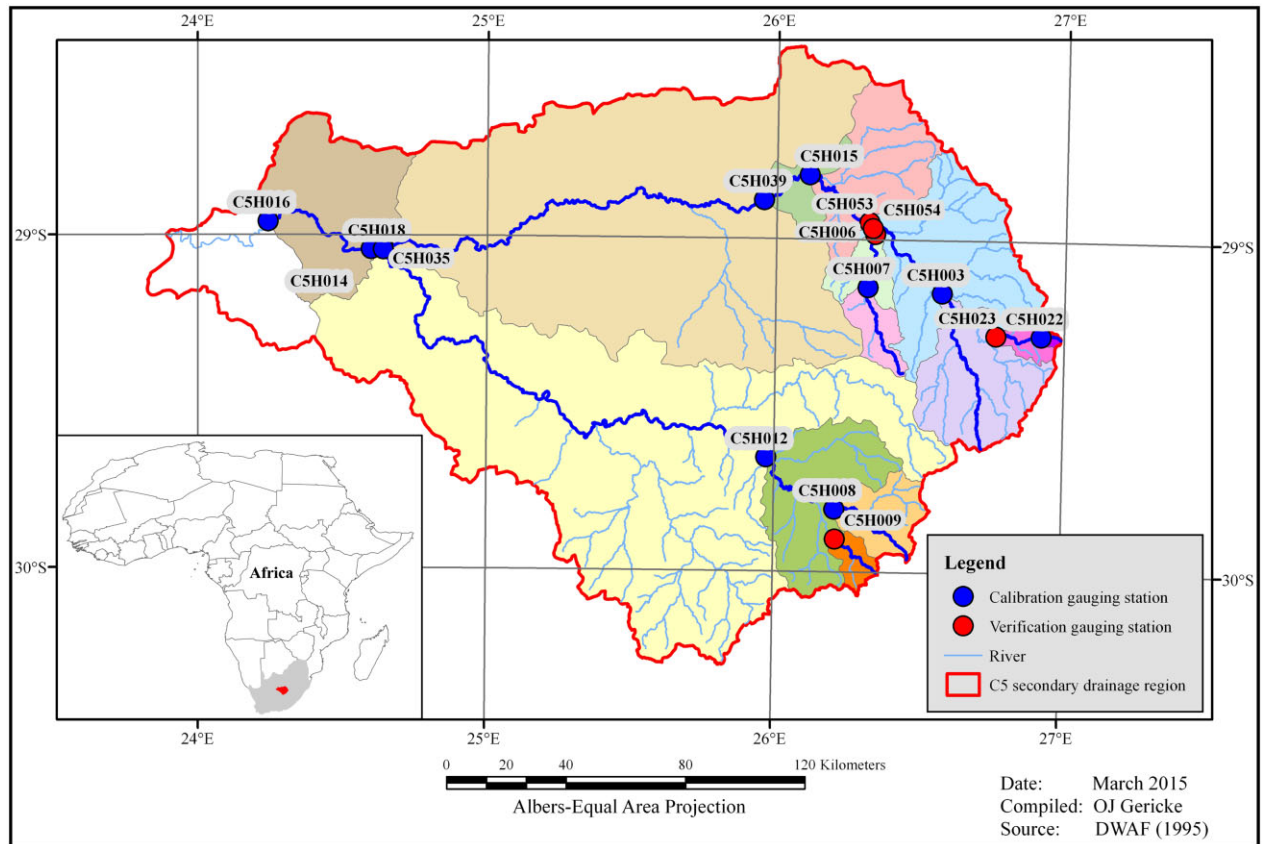 24°E 25°E 26°E 27°E
C5H015
C5H039
C5H016
C5H053 C5H054
C5H018
29°S C5H006 29°S
C5H035
C5H007 C5H003
C5H014
C5H023 C5H022
C5H012
C5H008
C5H009
30°S 30°S
Africa
Legend
Calibration gauging station
Verification gauging station
River
C5 secondary drainage region
24°E 25°E 26°E 27°E
0 20 40 80 120 Kilometers
Albers-Equal Area Projection
Date: March 2015
Compiled: OJ Gericke
Source: DWAF (1995)